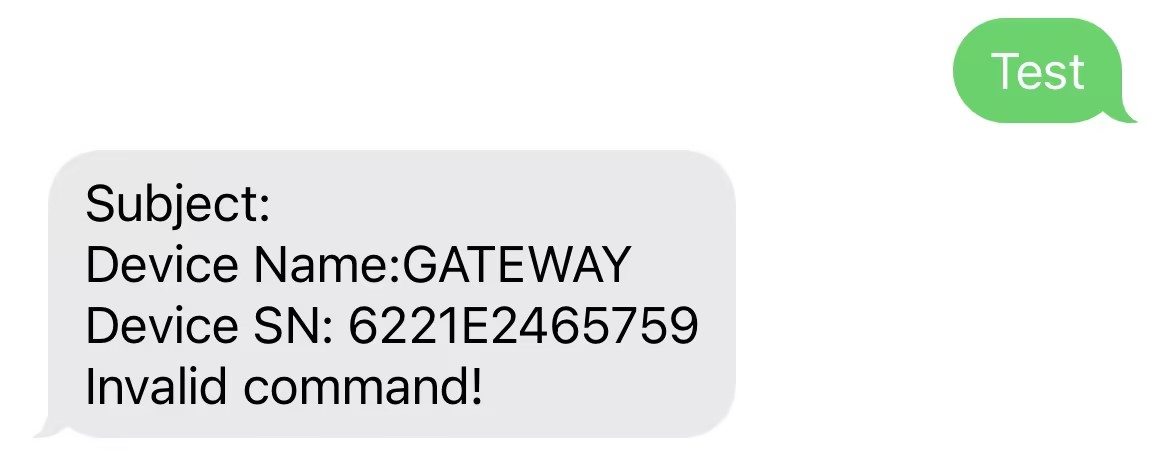 Test
Subject:
Device Name:GATEWAY
Device SN: 6221E2465759
Invalid command!